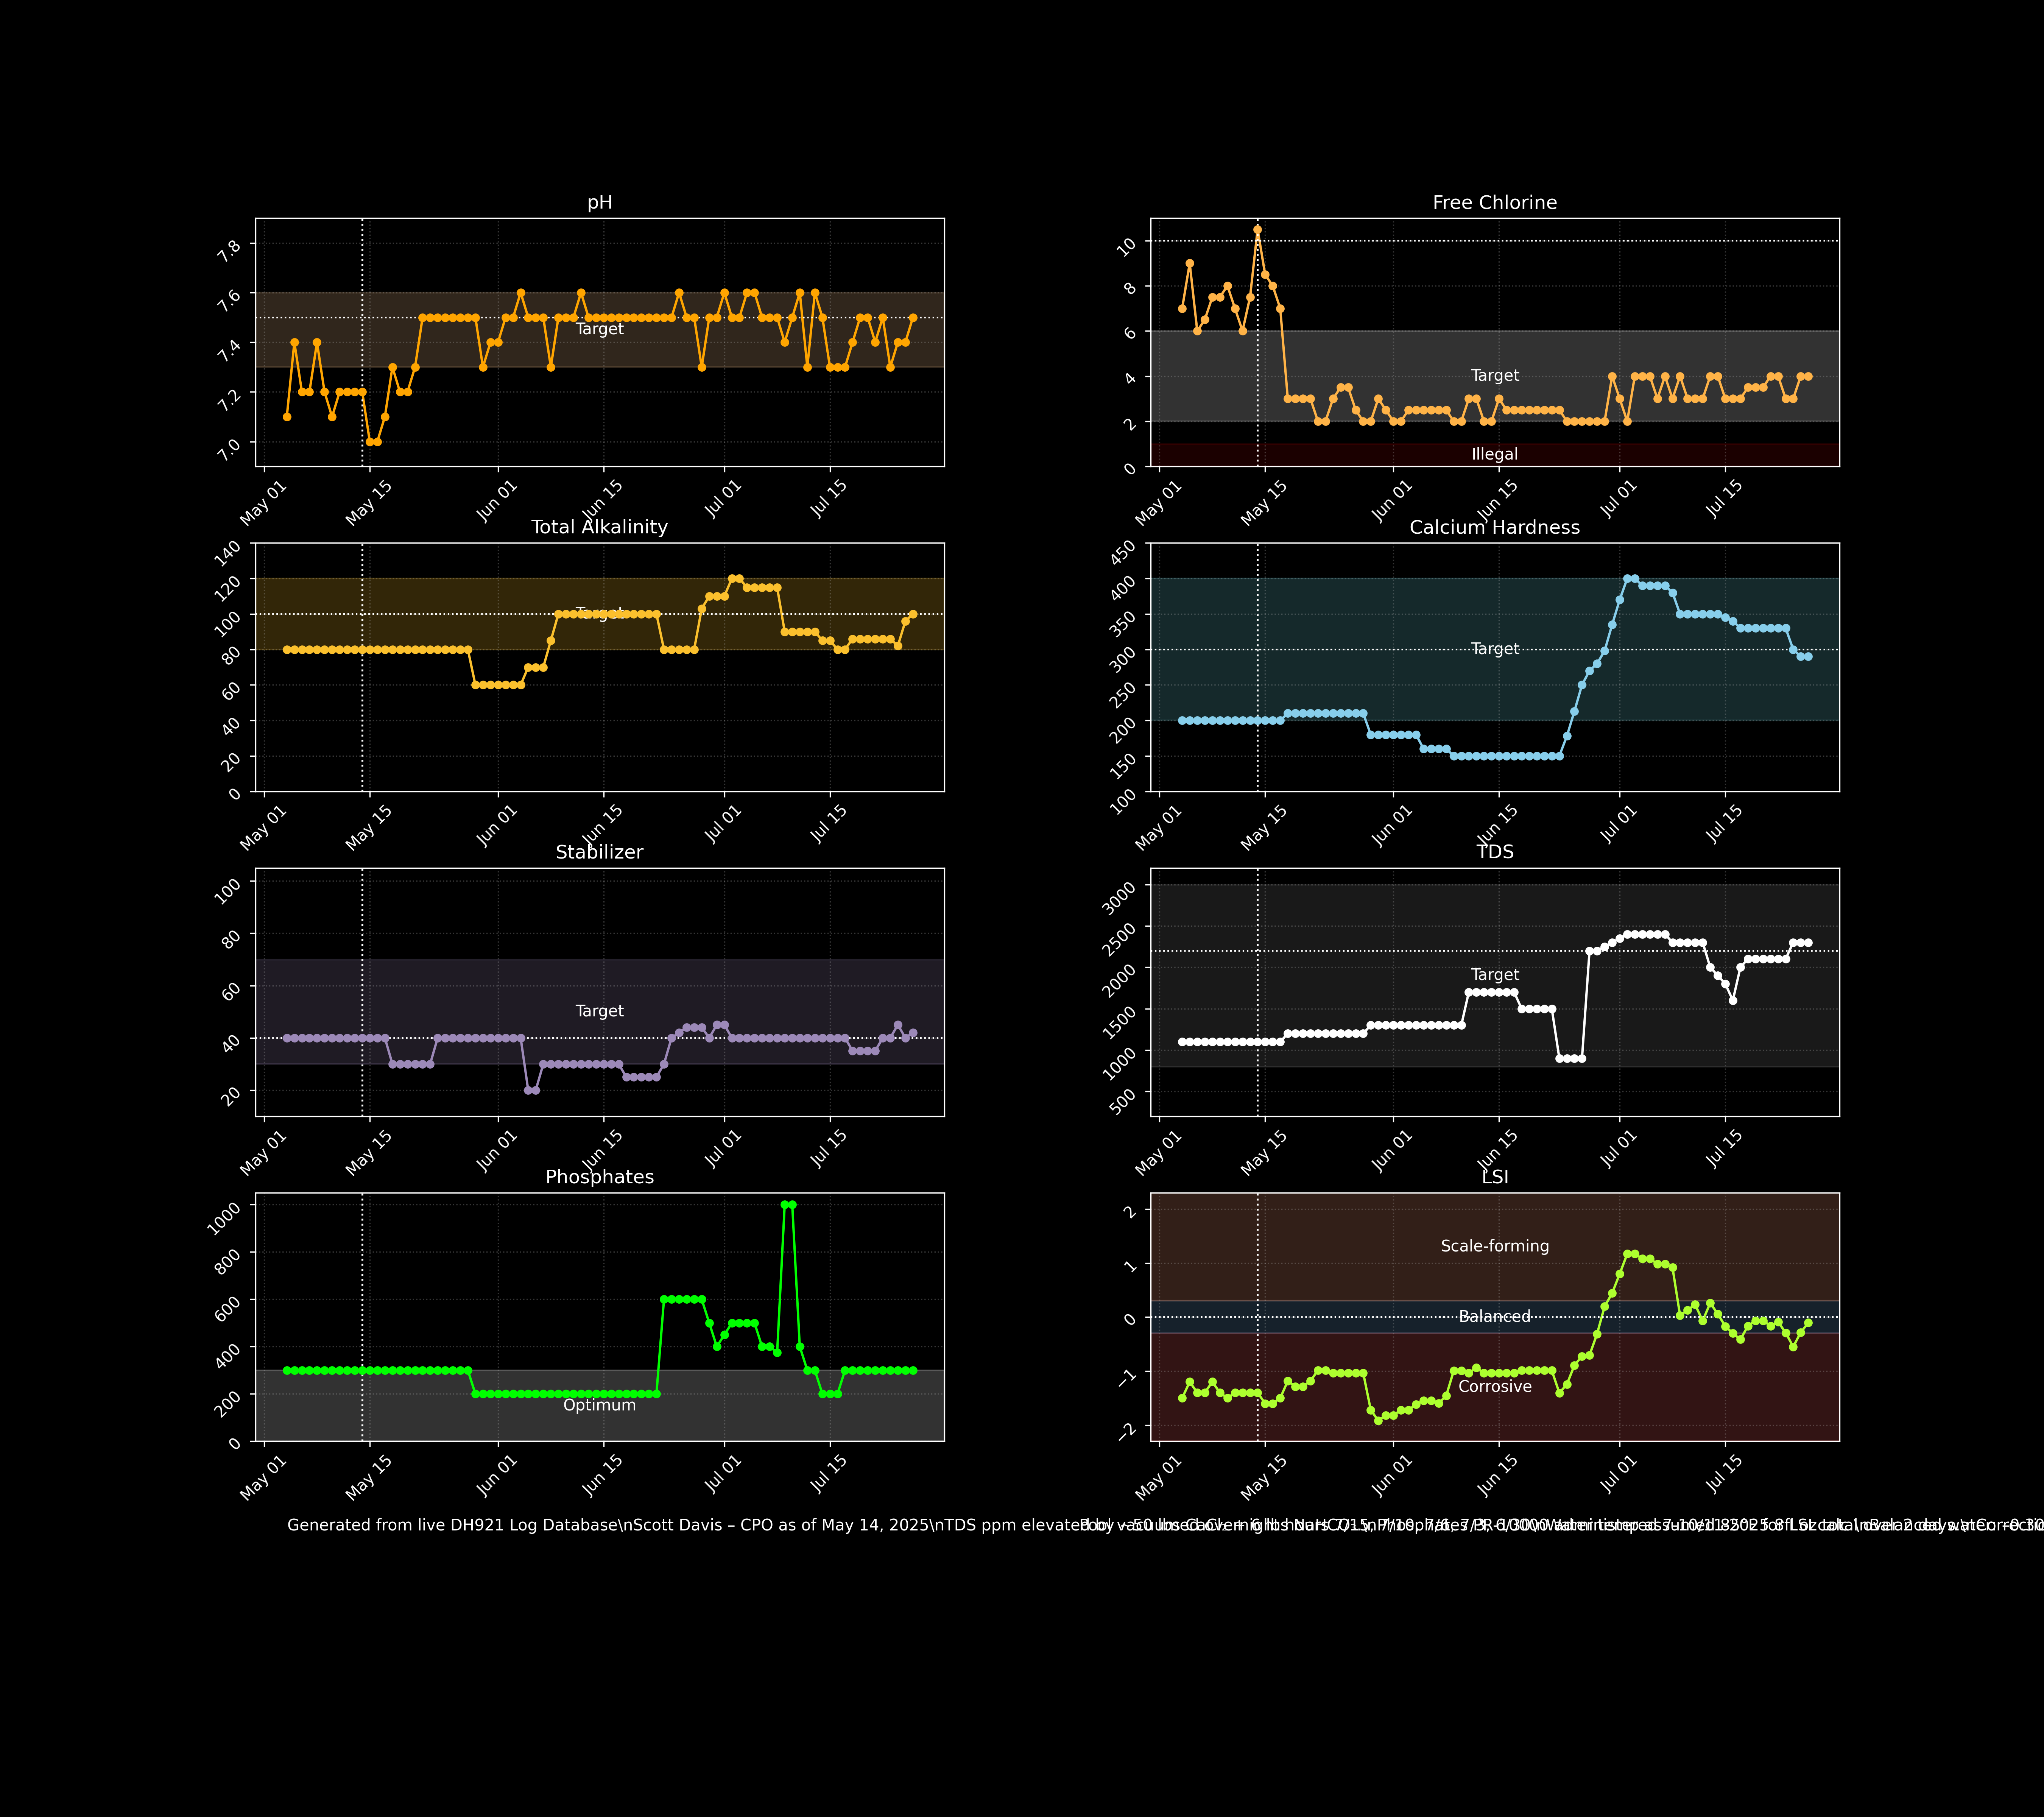 pH
7.8
7.6
7.4
7.2
7.0
Target
May 01
May 15
Jun 01
Jun 15
Jul 01
Jul 15
Free Chlorine
10
8
6
4
2
0
Target
Illegal
May 01
May 15
Jun 01
Jun 15
Jul 01
Jul 15
Total Alkalinity
140
120
100
80
60
40
20
0
Target
May 01
May 15
Jun 01
Jun 15
Jul 01
Jul 15
Calcium Hardness
450
400
350
300
250
200
150
100
Target
May 01
May 15
Jun 01
Jun 15
Jul 01
Jul 15
Stabilizer
100
80
60
40
20
Target
May 01
May 15
Jun 01
Jun 15
Jul 01
Jul 15
TDS
3000
2500
2000
1500
1000
500
Target
May 01
May 15
Jun 01
Jun 15
Jul 01
Jul 15
Phosphates
1000
800
600
400
200
0
Optimum
May 01
May 15
Jun 01
Jun 15
Jul 01
Jul 15
LSI
2
1
0
−1
−2
Scale-forming
Balanced
Corrosive
May 01
May 15
Jun 01
Jun 15
Jul 01
Jul 15
Generated from live DH921 Log Database\nScott Davis – CPO as of May 14, 2025\nTDS ppm elevated by